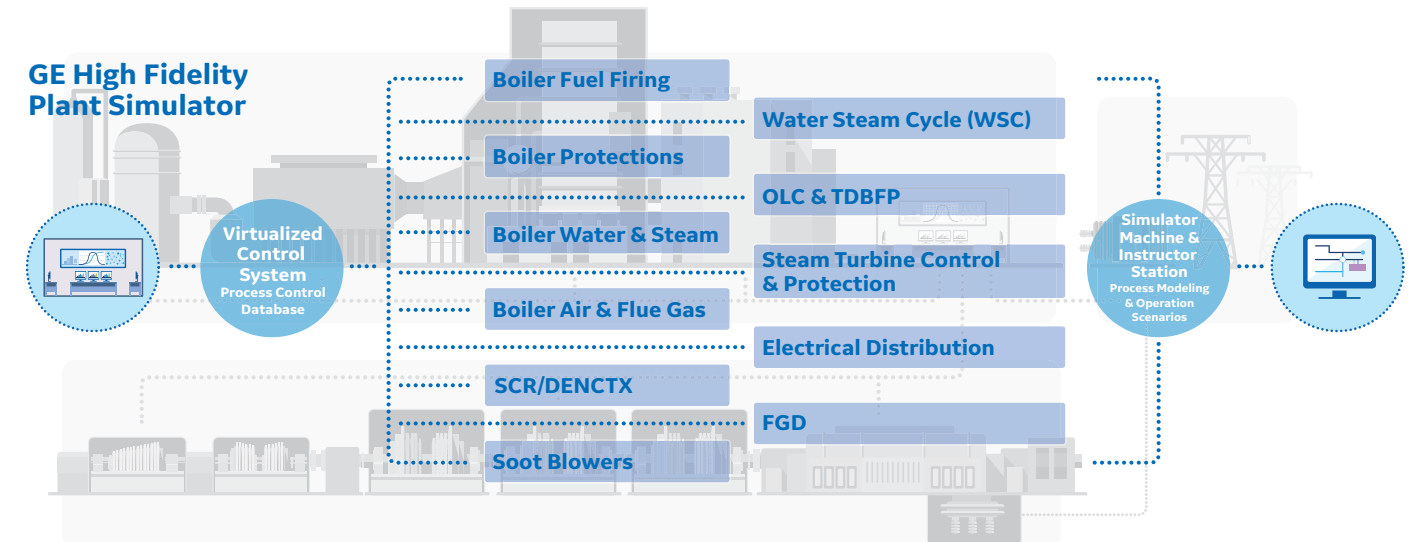 GE High Fidelity
Plant Simulator
Boiler Fuel Firing
Water Steam Cycle (WSC)
Boiler Protections
OLC & TDBFP
Virtualized
Control
System
Process Control
Database
Boiler Water & Steam
Steam Turbine Control
& Protection
Boiler Air & Flue Gas
Electrical Distribution
SCR/DENCTX
FGD
Soot Blowers
Simulator
Machine &
Instructor
Station
Process Modeling
& Operation
Scenarios